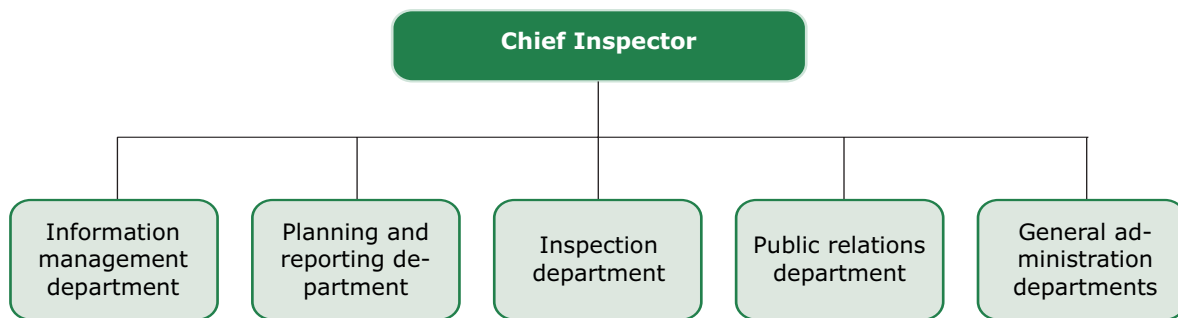 Chief Inspector
Information
management
department
Planning and
reporting de-
partment
Inspection
department
Public relations
department
General ad-
ministration
departments